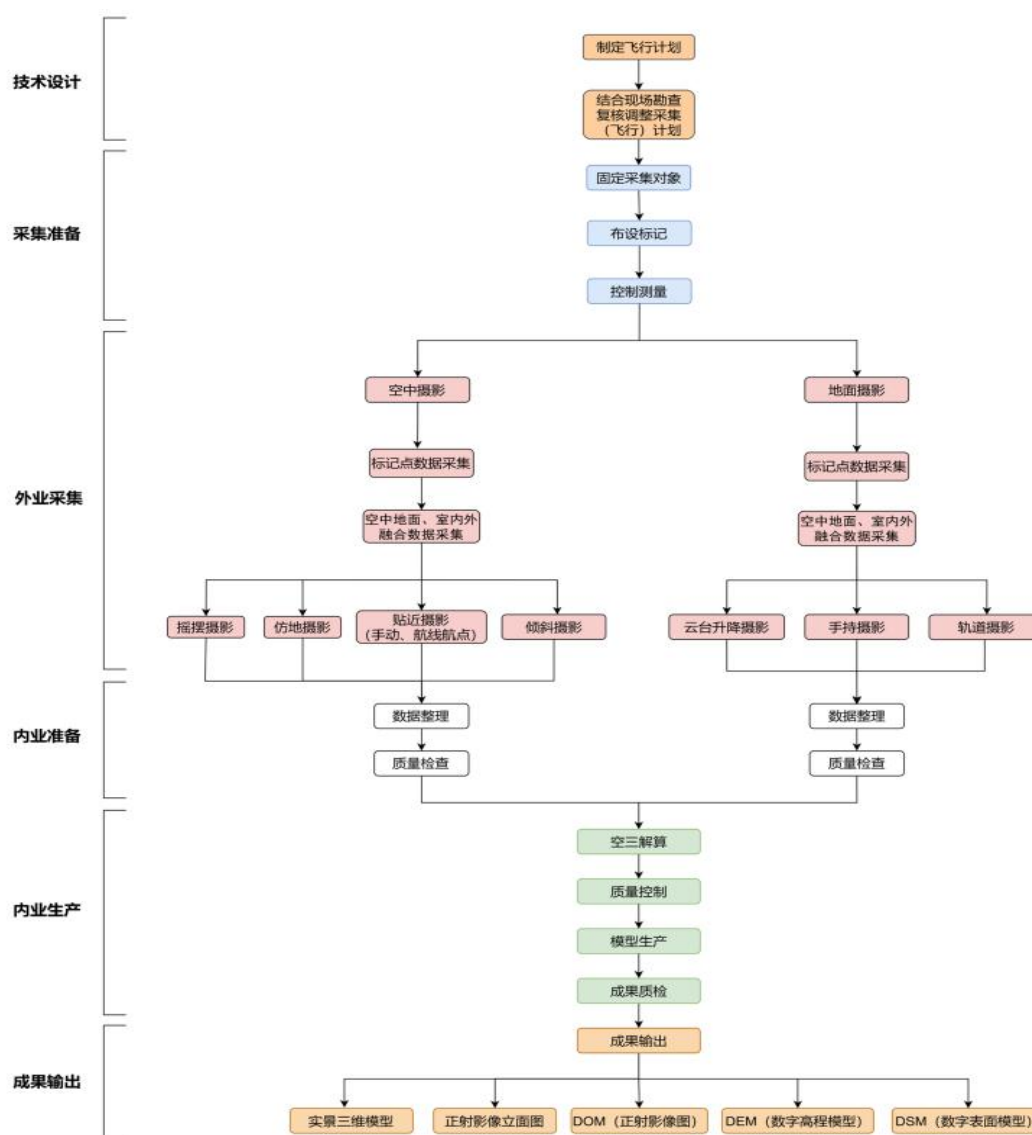 制定飞行计划
技术设计
结合现场勘查
复核调整采集
（飞行）计划
固定采集对象
采集准备
布设标记
控制测量
空中摄影
地面摄影
标记点数据采集
标记点数据采集
外业采集
空中地面、室内外
融合数据采集
空中地面、室内外
融合数据采集
摇摆摄影
仿地摄影
贴近摄影
（手动、航线航点）
倾斜摄影
云台升降摄影
手持摄影
轨道摄影
数据整理
数据整理
内业准备
质量检查
质量检查
空三解算
质量控制
内业生产
模型生产
成果质检
成果输出
成果输出
实景三维模型
正射影像立面图
DOM（正射影像图）
DEM（数字高程模型）
DSM（数字表面模型）